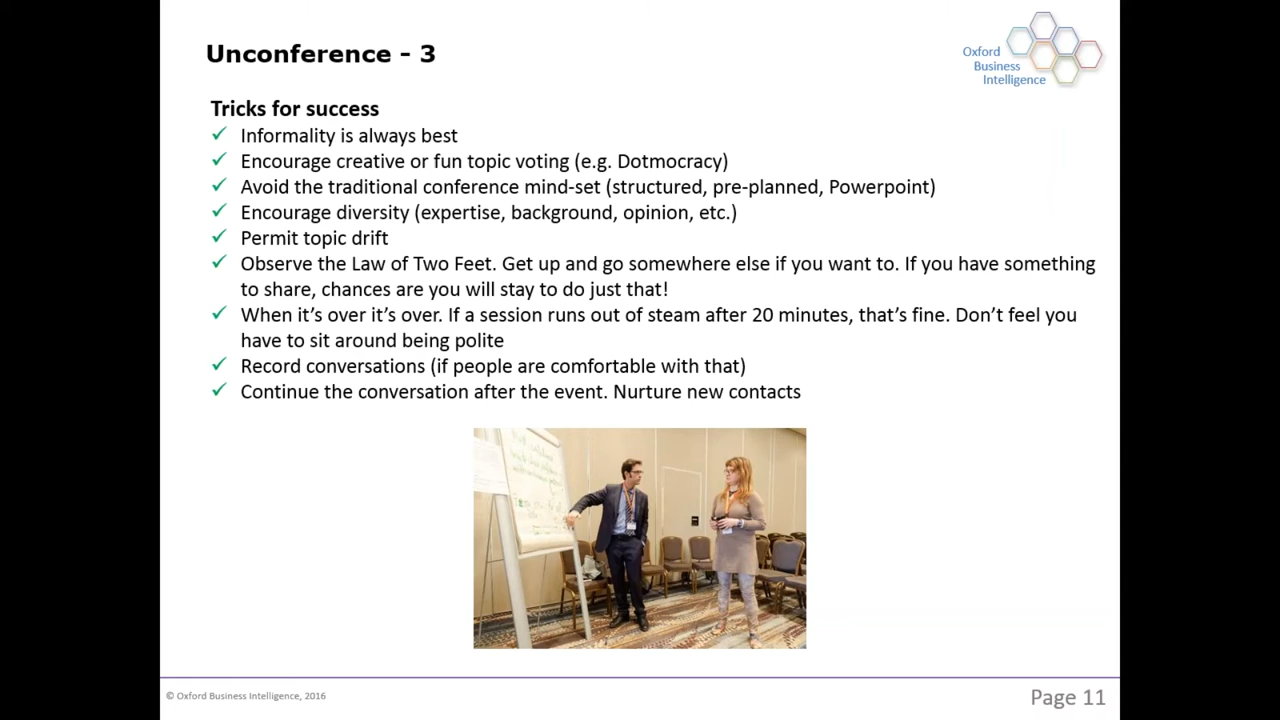 Unconference - 3
Oxford
Business
Intelligence
Tricks for success
✓ Informality is always best
✓ Encourage creative or fun topic voting (e.g. Dotmocracy)
✓ Avoid the traditional conference mind-set (structured, pre-planned, Powerpoint)
✓ Encourage diversity (expertise, background, opinion, etc.)
✓ Permit topic drift
✓ Observe the Law of Two Feet. Get up and go somewhere else if you want to. If you have something
to share, chances are you will stay to do just that!
✓ When it’s over it’s over. If a session runs out of steam after 20 minutes, that’s fine. Don’t feel you
have to sit around being polite
✓ Record conversations (if people are comfortable with that)
✓ Continue the conversation after the event. Nurture new contacts
© Oxford Business Intelligence, 2016
Page 11